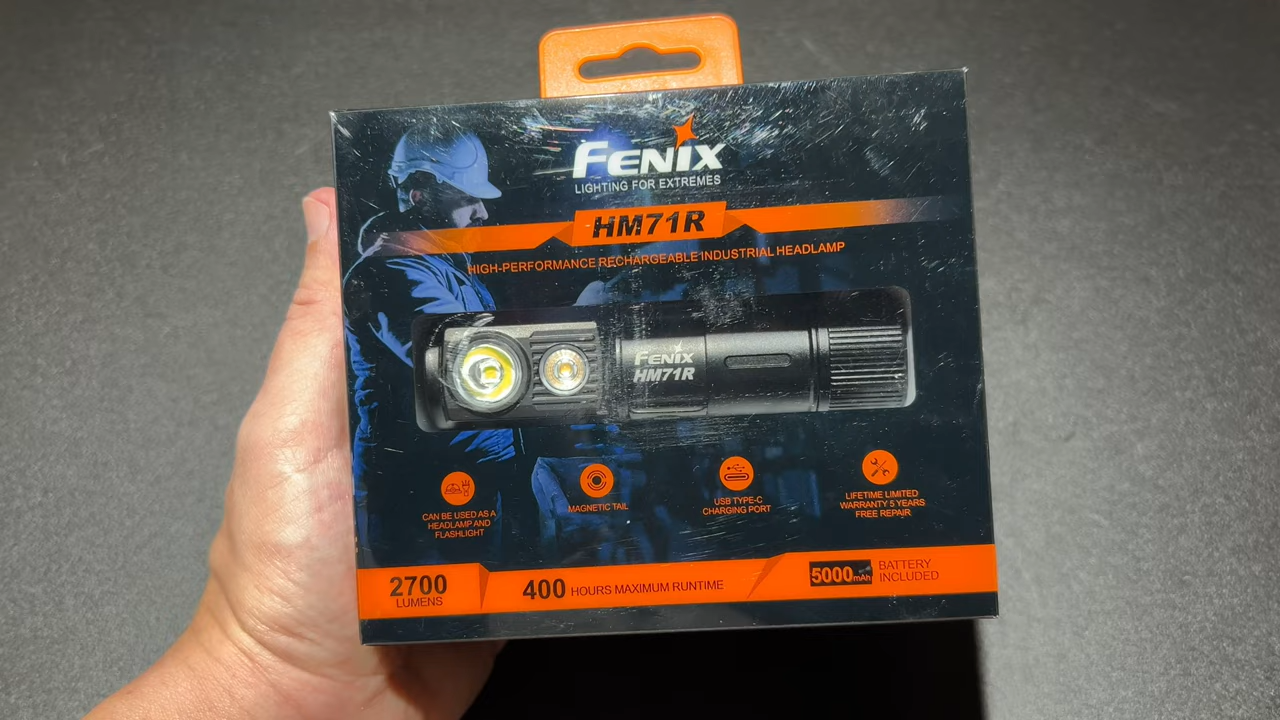 FENIX
LIGHTING FOR EXTREMES
HM71R
HIGH-PERFORMANCE RECHARGEABLE INDUSTRIAL HEADLAMP
FENIX
HM71R
CAN BE USED AS A
HEADLAMP AND
FLASHLIGHT
MAGNETIC TAIL
USB TYPE-C
CHARGING PORT
LIFETIME LIMITED
WARRANTY 5 YEARS
FREE REPAIR
2700
LUMENS
400 HOURS MAXIMUM RUNTIME
5000mAh BATTERY
INCLUDED